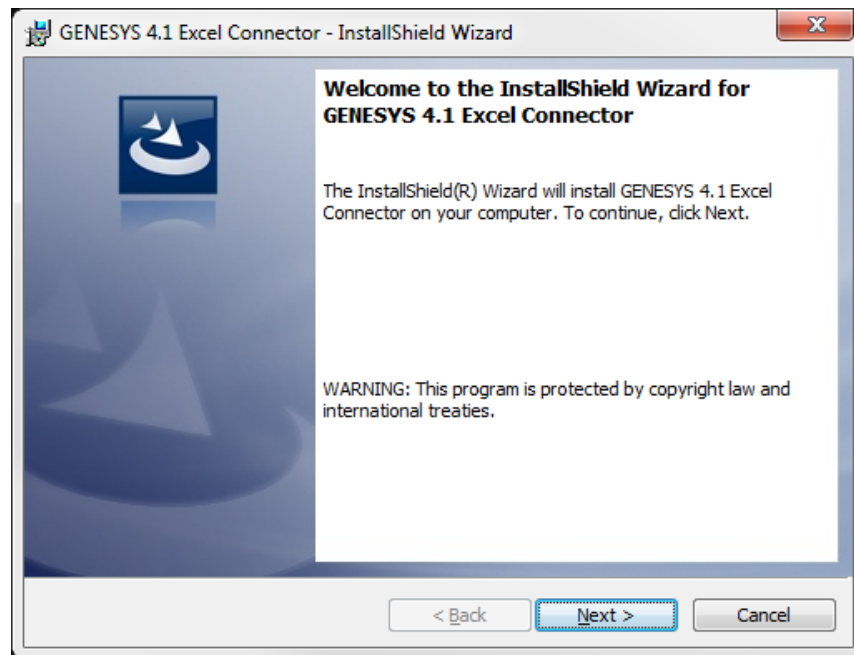 GENESYS 4.1 Excel Connector - InstallShield Wizard
Welcome to the InstallShield Wizard for
GENESYS 4.1 Excel Connector
The InstallShield(R) Wizard will install GENESYS 4.1 Excel
Connector on your computer. To continue, click Next.
WARNING: This program is protected by copyright law and
international treaties.
< Back
Next >
Cancel